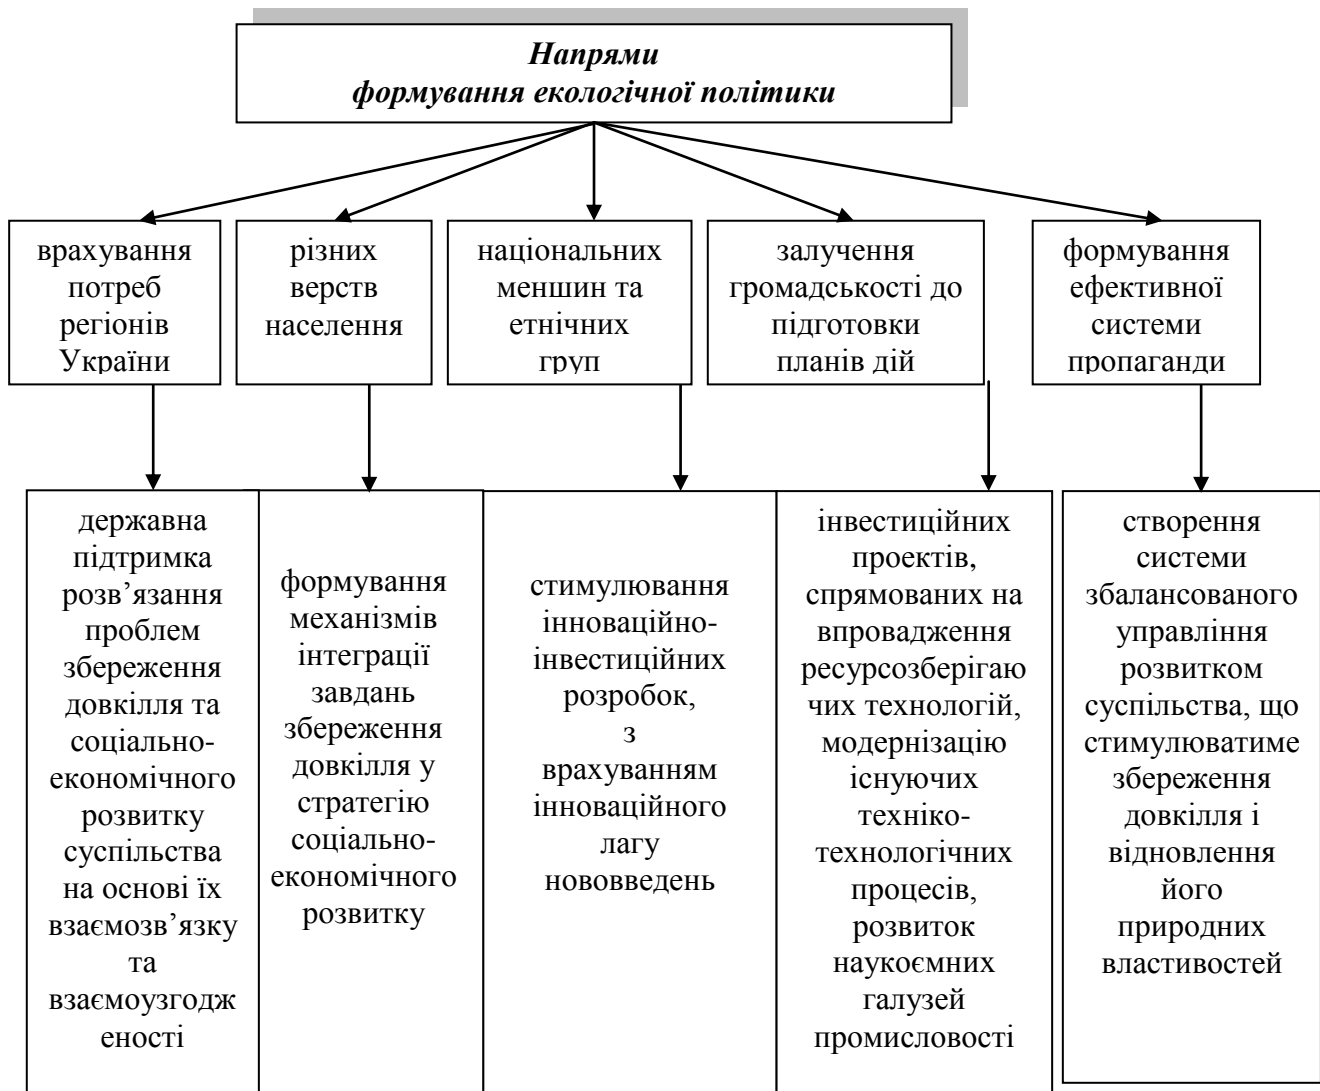 Напрями
формування екологічної політики
врахування
потреб
регіонів
України
різних
верств
населення
національних
меншин та
етнічних
груп
залучення
громадськості до
підготовки
планів дій
формування
ефективної
системи
пропаганди
державна
підтримка
розв’язання
проблем
збереження
довкілля та
соціально-
економічного
розвитку
суспільства
на основі їх
взаємозв’язку
та
взаємоузгодж
еності
формування
механізмів
інтеграції
завдань
збереження
довкілля у
стратегію
соціально-
економічного
розвитку
стимулювання
інноваційно-
інвестиційних
розробок,
з
врахуванням
інноваційного
лагу
нововведень
інвестиційних
проектів,
спрямованих на
впровадження
ресурсозберігаю
чих технологій,
модернізацію
існуючих
техніко-
технологічних
процесів,
розвиток
наукоємних
галузей
промисловості
створення
системи
збалансованого
управління
розвитком
суспільства, що
стимулюватиме
збереження
довкілля і
відновлення
його
природних
властивостей